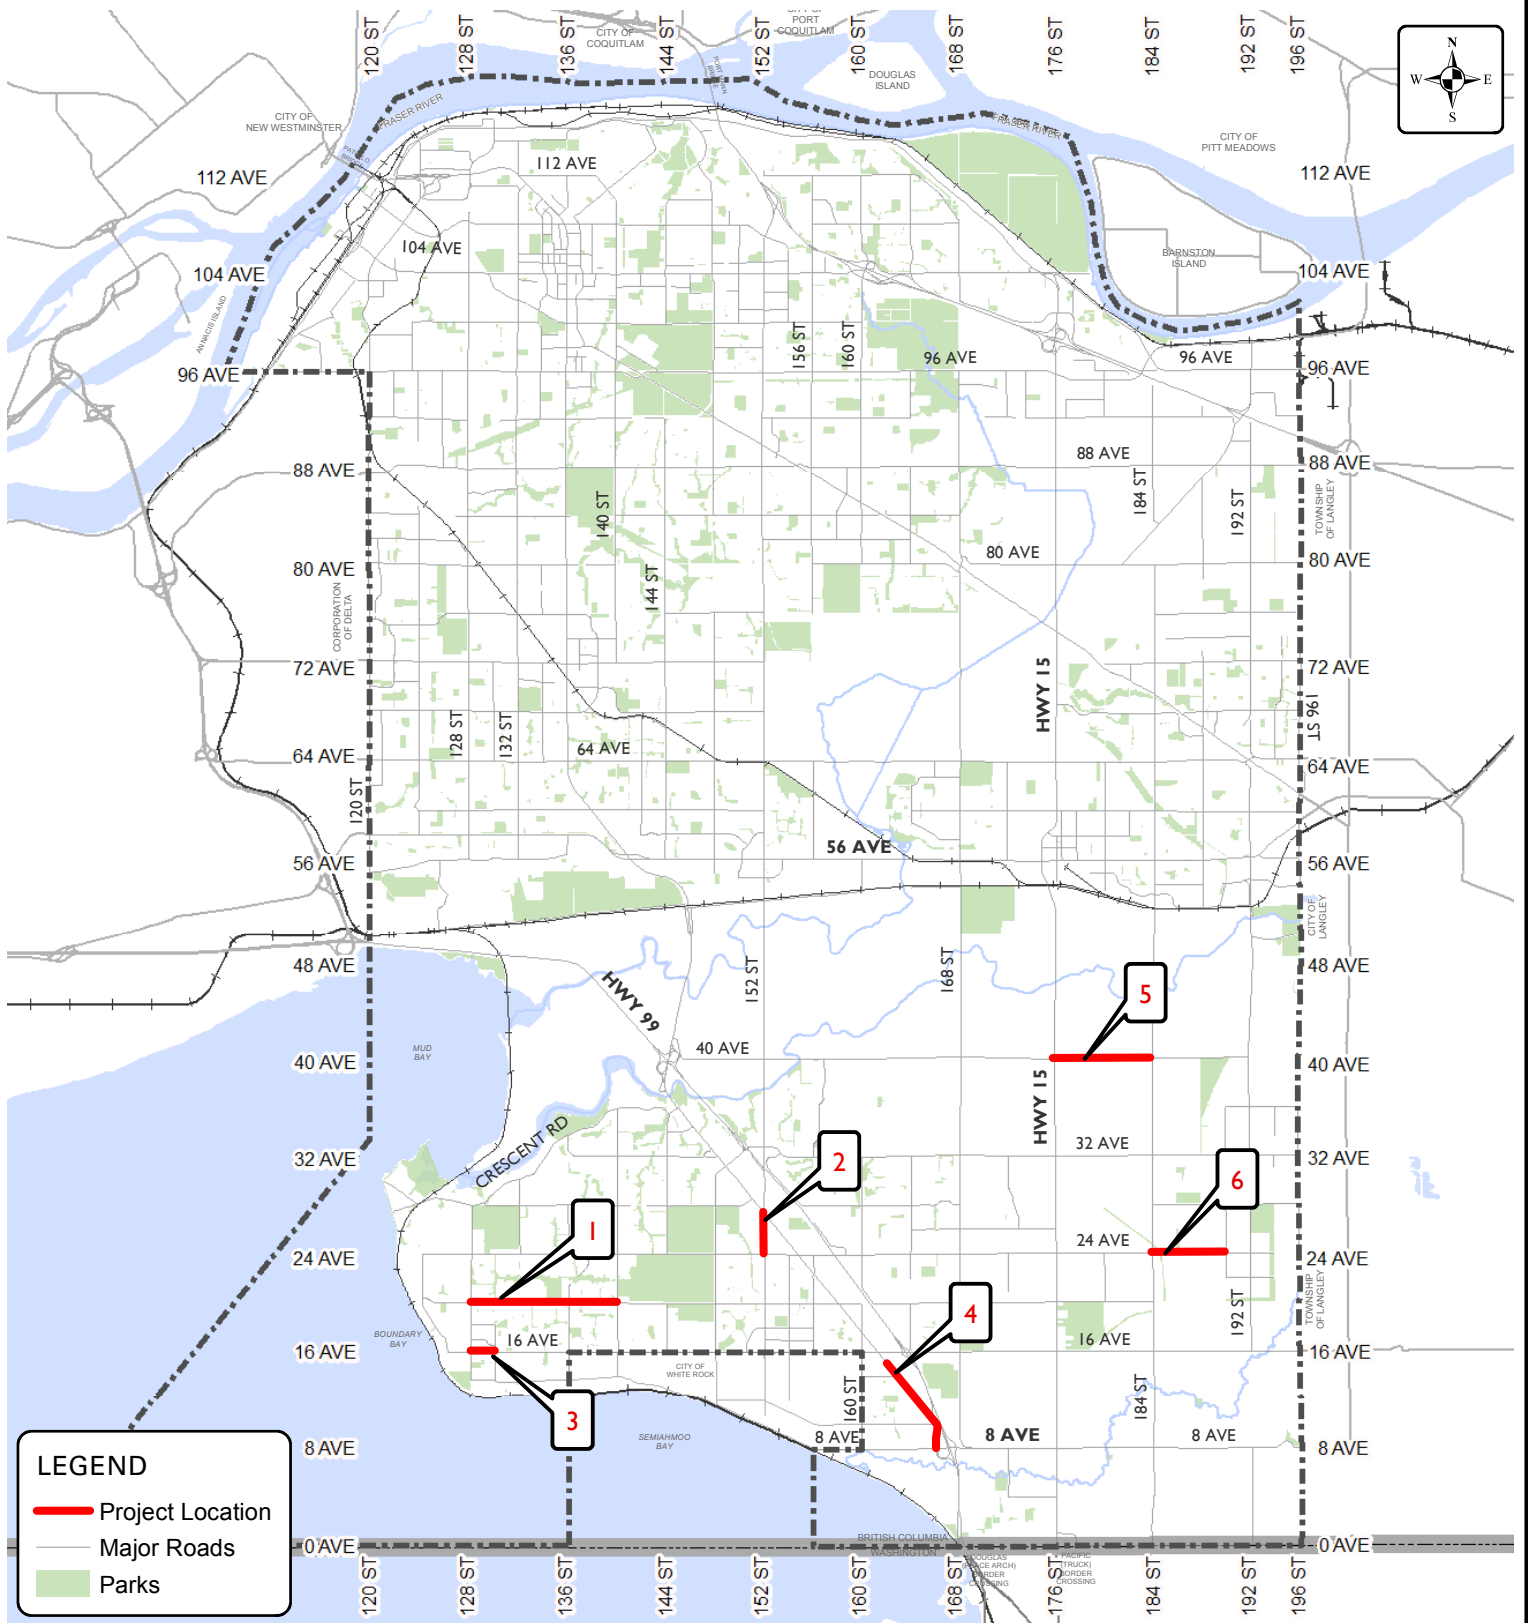 120 ST
128 ST
136 ST
144 ST
152 ST
160 ST
168 ST
176 ST
184 ST
192 ST
196 ST
CITY OF
COQUITLAM
PORT
COQUITLAM
N
W
E
S
DOUGLAS
ISLAND
CITY OF
NEW WESTMINSTER
FRASER RIVER
FRASER RIVER
CITY OF
PITT MEADOWS
112 AVE
112 AVE
112 AVE
104 AVE
104 AVE
104 AVE
BARNSTON
ISLAND
ANNACIS ISLAND
156 ST
160 ST
96 AVE
96 AVE
96 AVE
96 AVE
88 AVE
88 AVE
88 AVE
140 ST
184 ST
192 ST
TOWNSHIP
OF LANGLEY
80 AVE
80 AVE
80 AVE
144 ST
CORPORATION
OF DELTA
72 AVE
72 AVE
HWY 15
128 ST
132 ST
196 ST
64 AVE
64 AVE
64 AVE
120 ST
56 AVE
56 AVE
56 AVE
CITY OF
LANGLEY
48 AVE
48 AVE
152 ST
168 ST
HWY 99
5
MUD
BAY
40 AVE
40 AVE
40 AVE
HWY 15
CRESCENT RD
32 AVE
32 AVE
32 AVE
2
6
1
24 AVE
24 AVE
24 AVE
TOWNSHIP
OF LANGLEY
192 ST
4
BOUNDARY
BAY
16 AVE
16 AVE
16 AVE
16 AVE
CITY OF
WHITE ROCK
3
160 ST
184 ST
SEMIAHMOO
BAY
8 AVE
8 AVE
8 AVE
8 AVE
8 AVE
LEGEND
Project Location
Major Roads
Parks
0 AVE
0 AVE
BRITISH COLUMBIA
WASHINGTON
DOUGLAS
(PEACE ARCH)
BORDER
CROSSING
PACIFIC
(TRUCK)
BORDER
CROSSING
120 ST
128 ST
136 ST
144 ST
152 ST
160 ST
168 ST
176 ST
184 ST
192 ST
196 ST